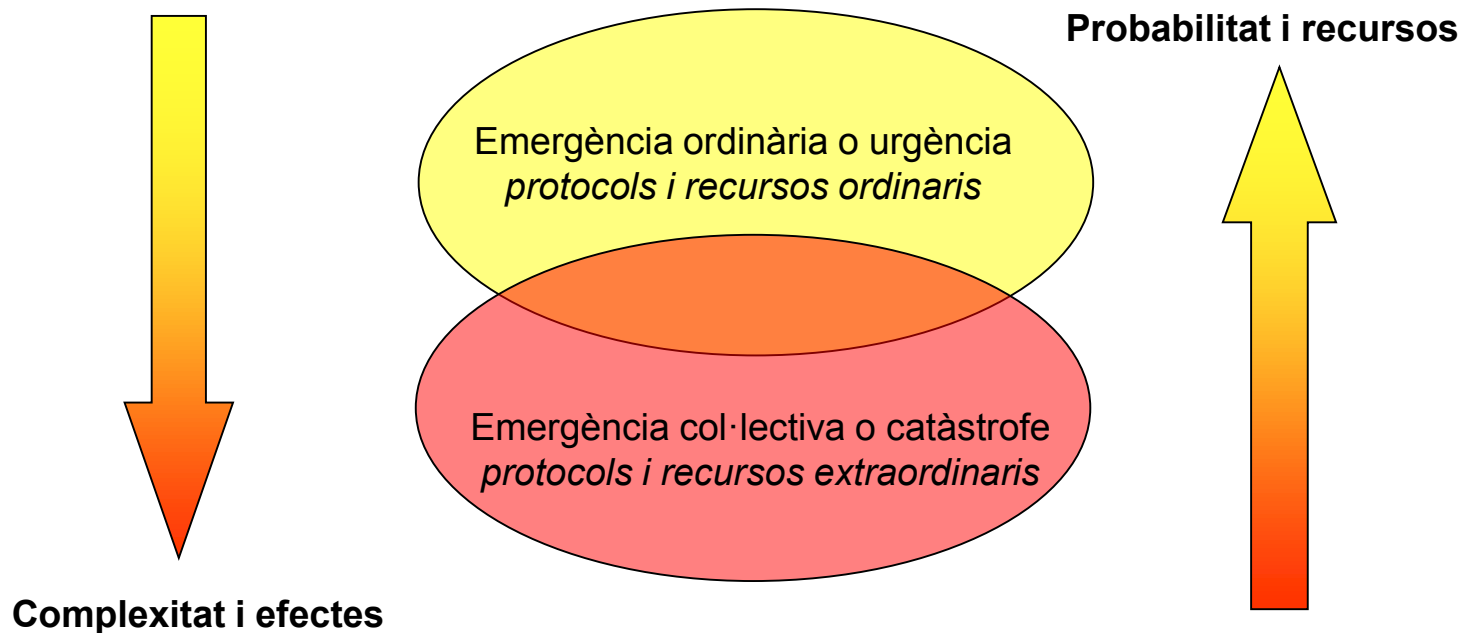 Probabilitat i recursos
Emergència ordinària o urgència
protocols i recursos ordinaris
Emergència col·lectiva o catàstrofe
protocols i recursos extraordinaris
Complexitat i efectes